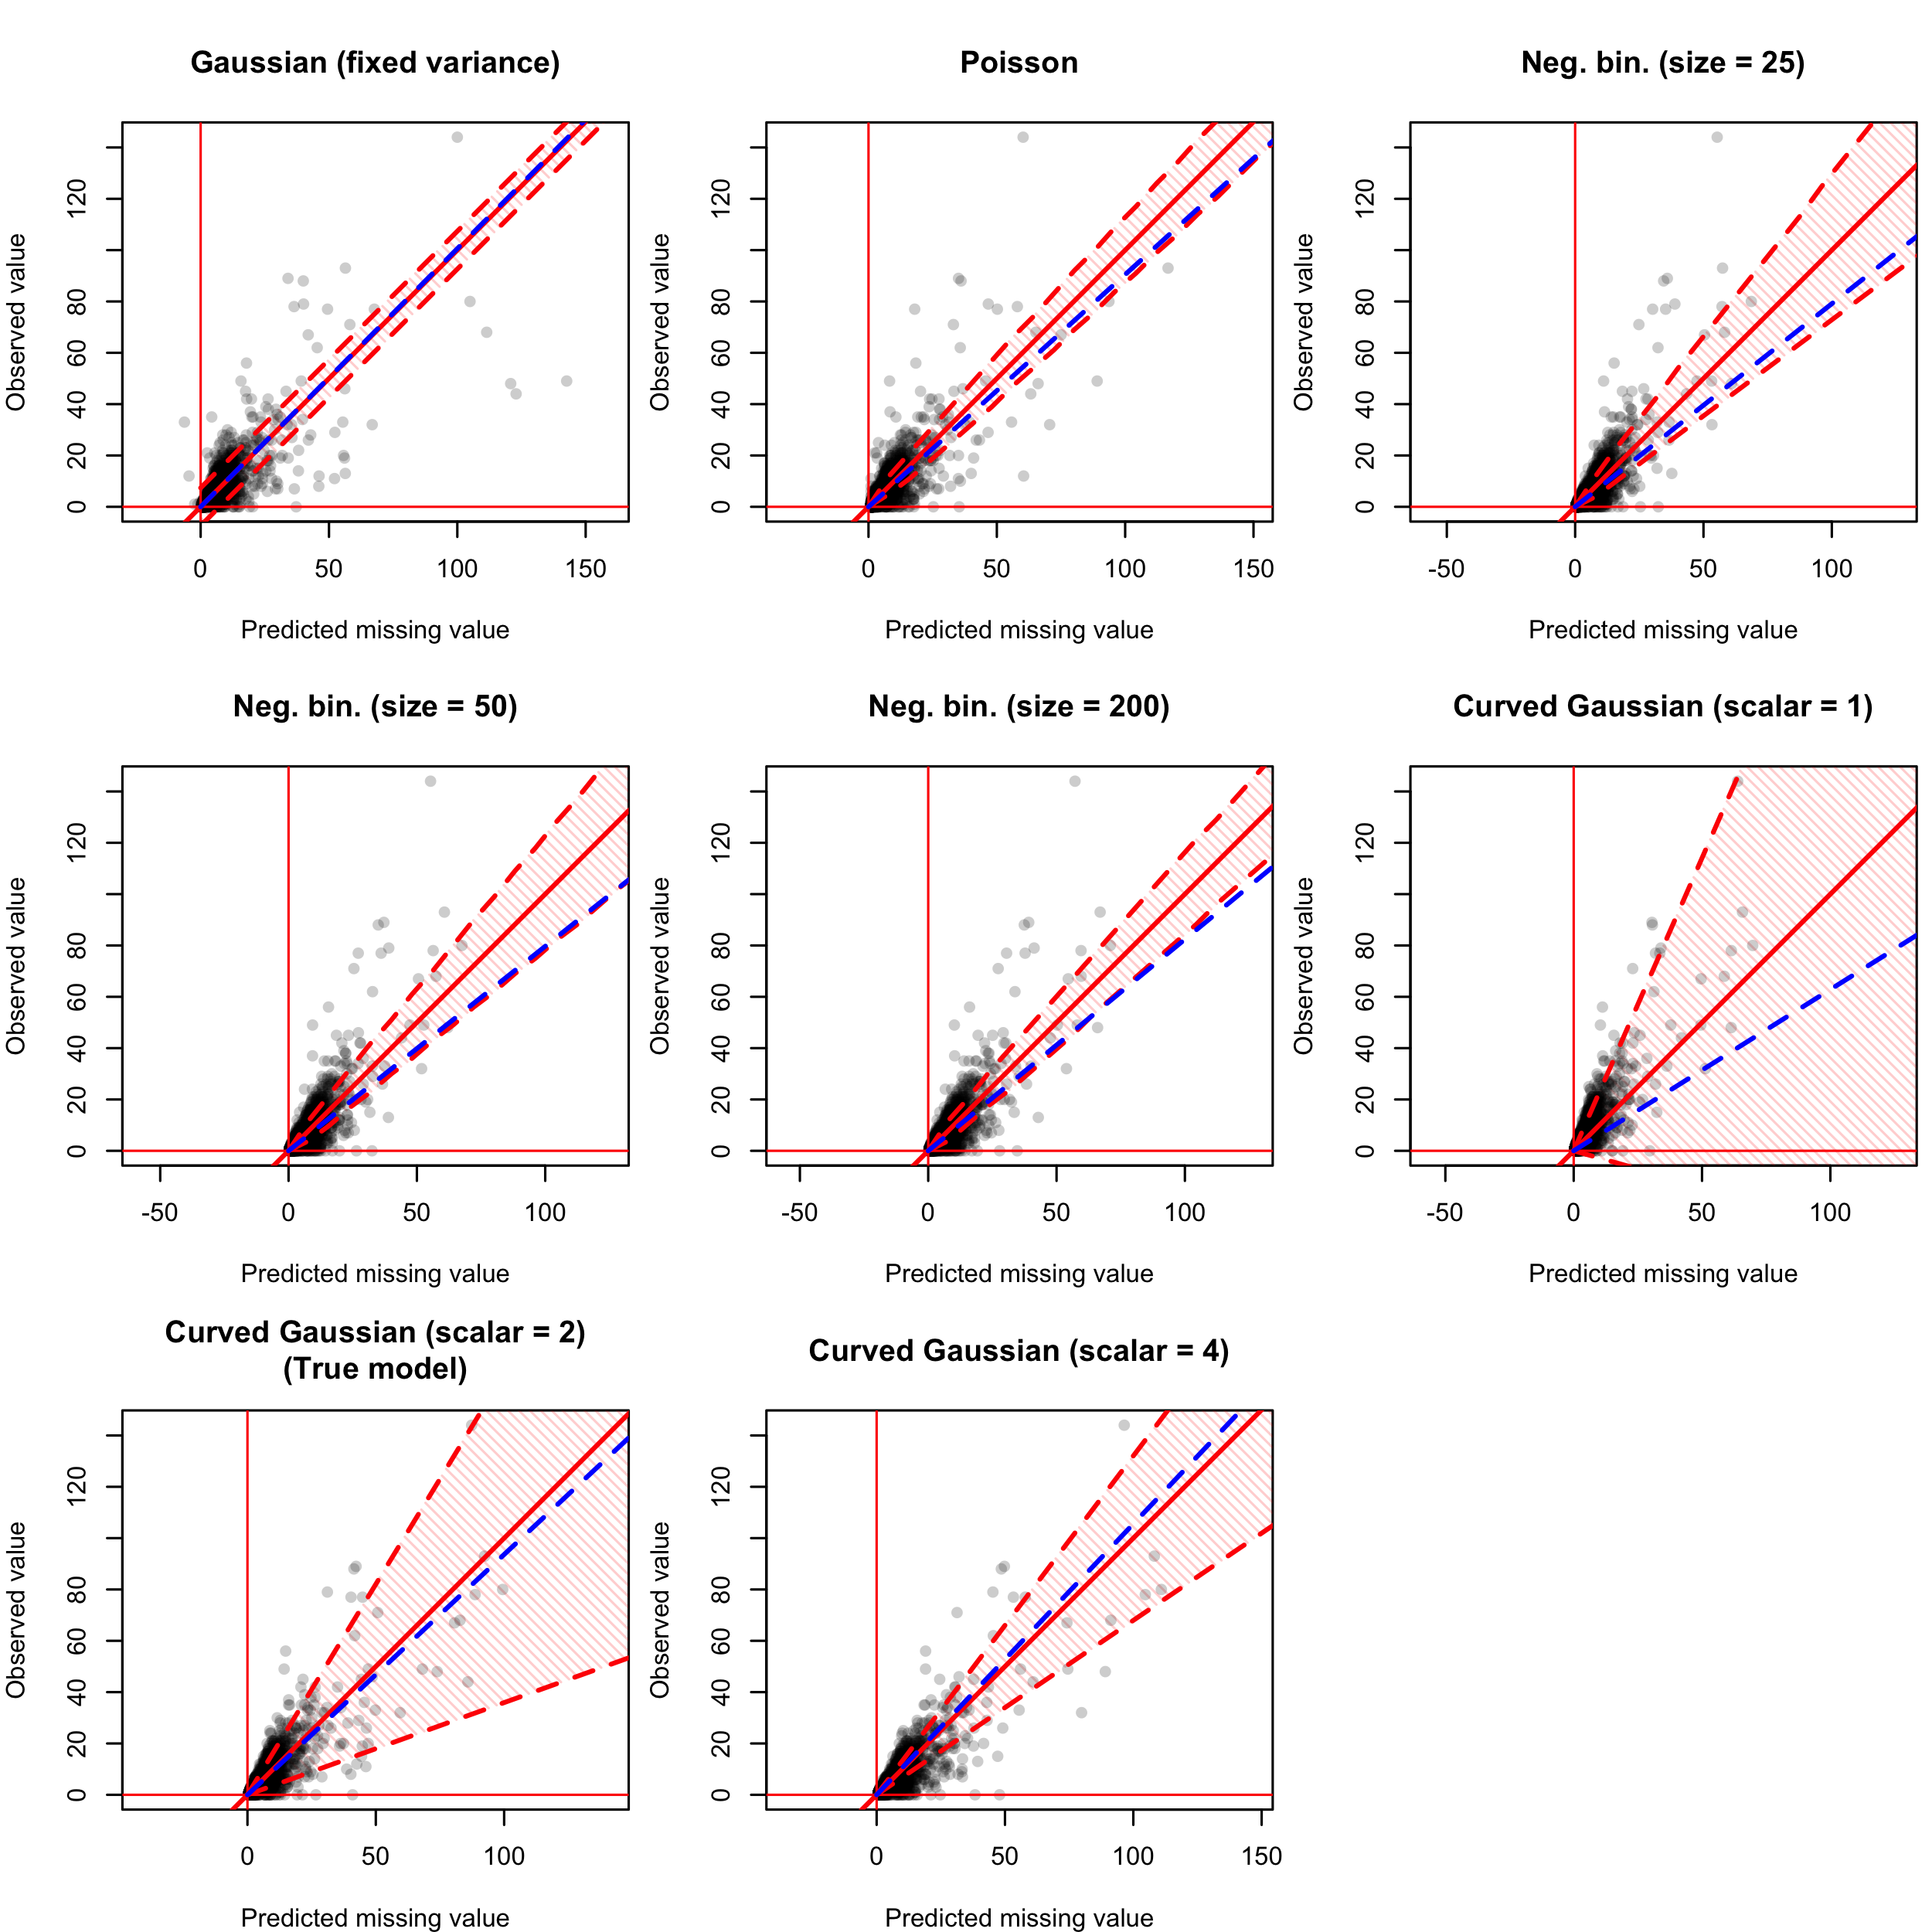 Gaussian (fixed variance)
Observed value
0 20 40 60 80 120
0 50 100 150
Predicted missing value
Poisson
Observed value
0 20 40 60 80 120
0 50 100 150
Predicted missing value
Neg. bin. (size = 25)
Observed value
0 20 40 60 80 120
-50 0 50 100
Predicted missing value
Neg. bin. (size = 50)
Observed value
0 20 40 60 80 120
-50 0 50 100
Predicted missing value
Neg. bin. (size = 200)
Observed value
0 20 40 60 80 120
-50 0 50 100
Predicted missing value
Curved Gaussian (scalar = 1)
Observed value
0 20 40 60 80 120
-50 0 50 100
Predicted missing value
Curved Gaussian (scalar = 2)
(True model)
Observed value
0 20 40 60 80 120
0 50 100
Predicted missing value
Curved Gaussian (scalar = 4)
Observed value
0 20 40 60 80 120
0 50 100 150
Predicted missing value